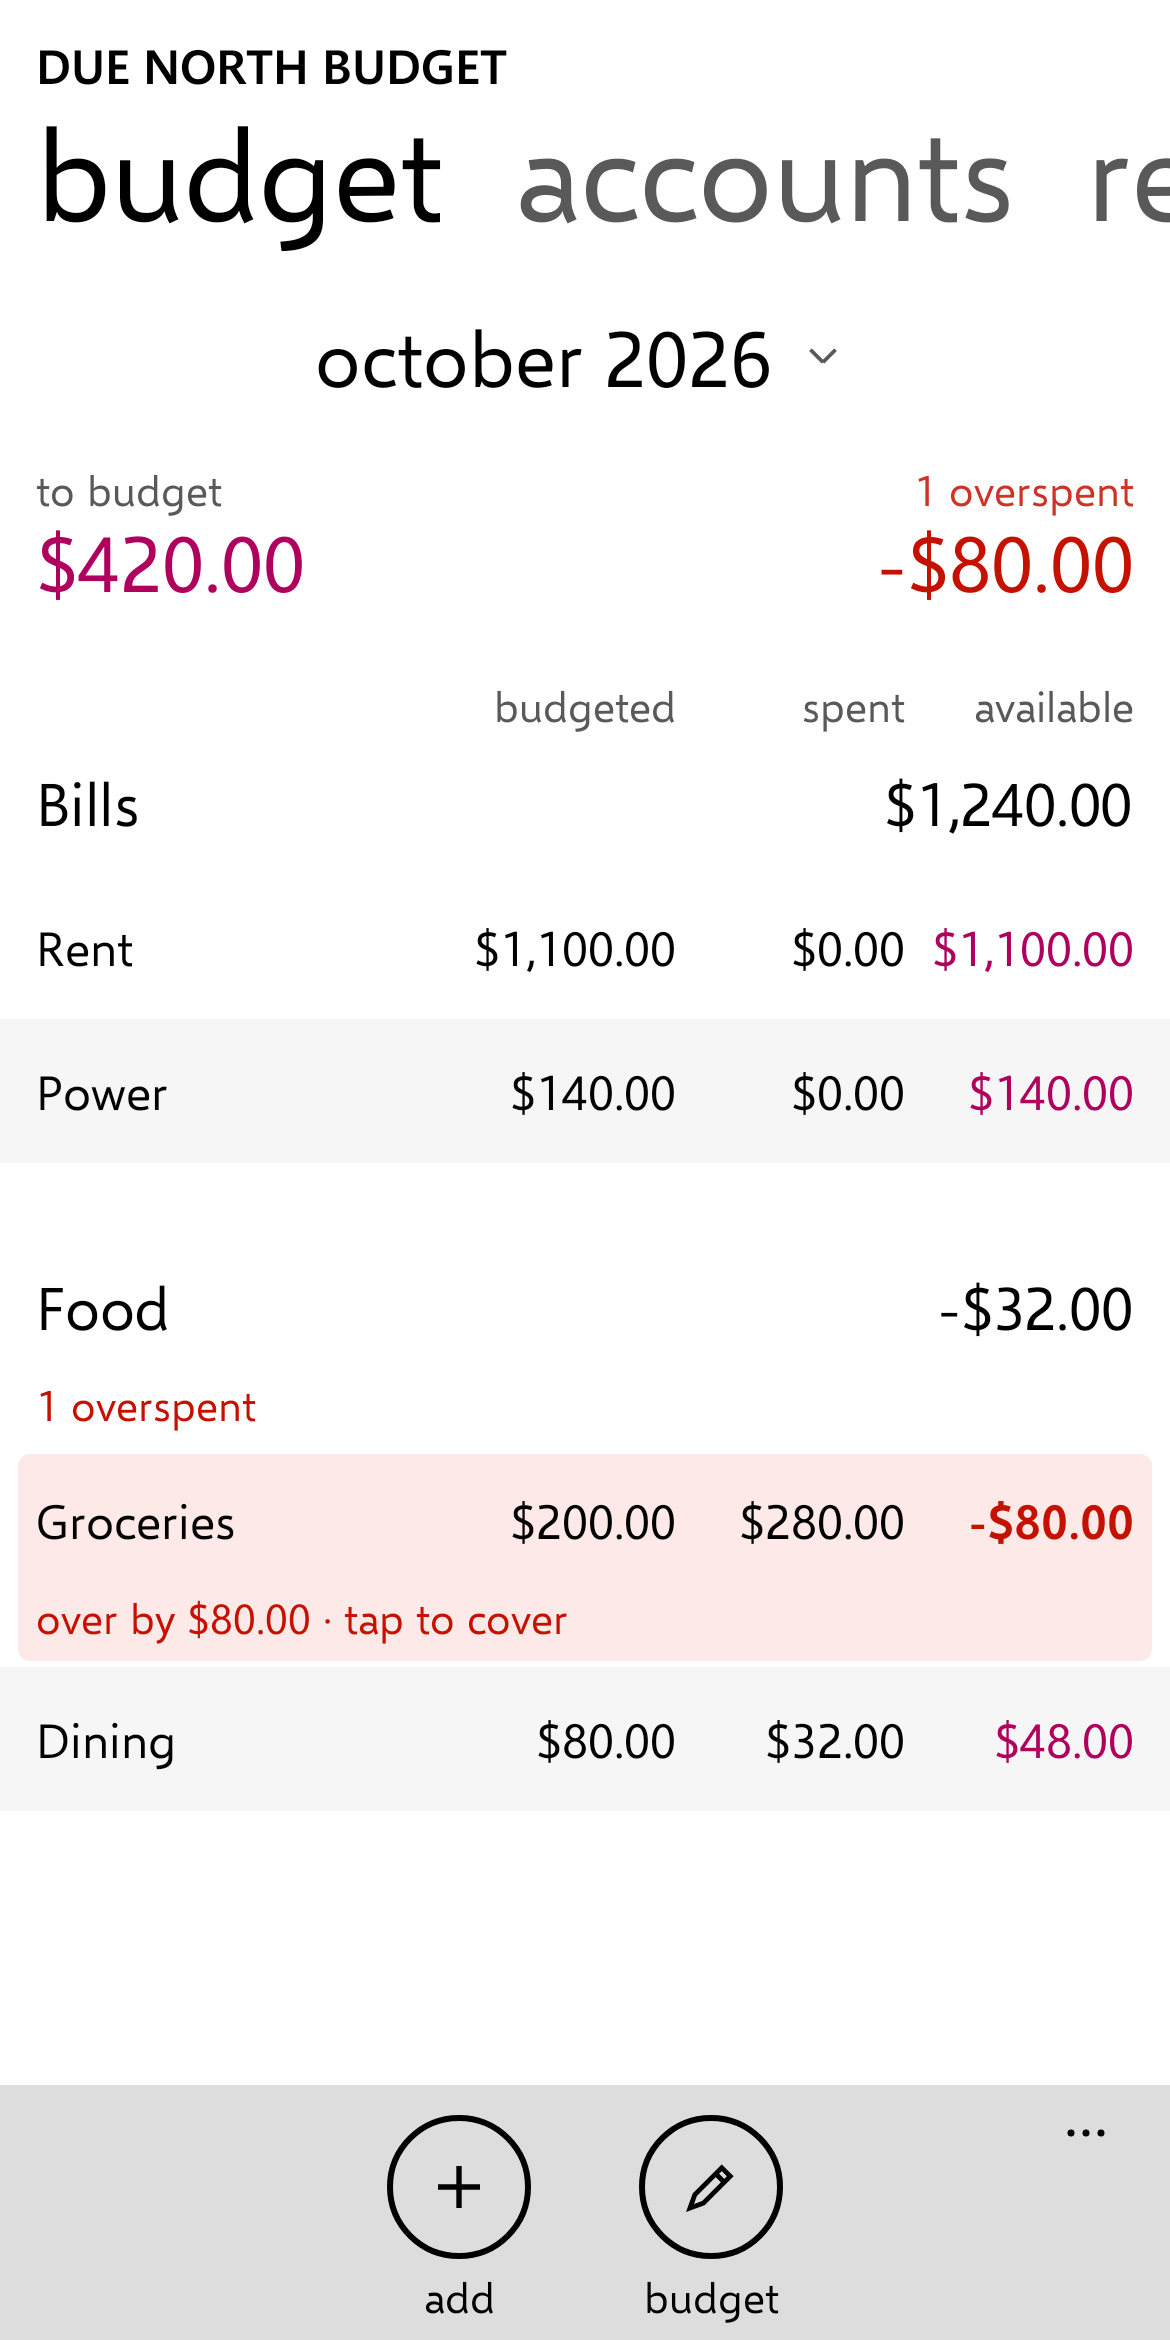 DUE NORTH BUDGET
budget accounts re
october 2026
to budget 1 overspent
$420.00 -$80.00
budgeted spent available
Bills $1,240.00
Rent $1,100.00 $0.00 $1,100.00
Power $140.00 $0.00 $140.00
Food -$32.00
1 overspent
Groceries $200.00 $280.00 -$80.00
over by $80.00 · tap to cover
Dining $80.00 $32.00 $48.00
...
add budget